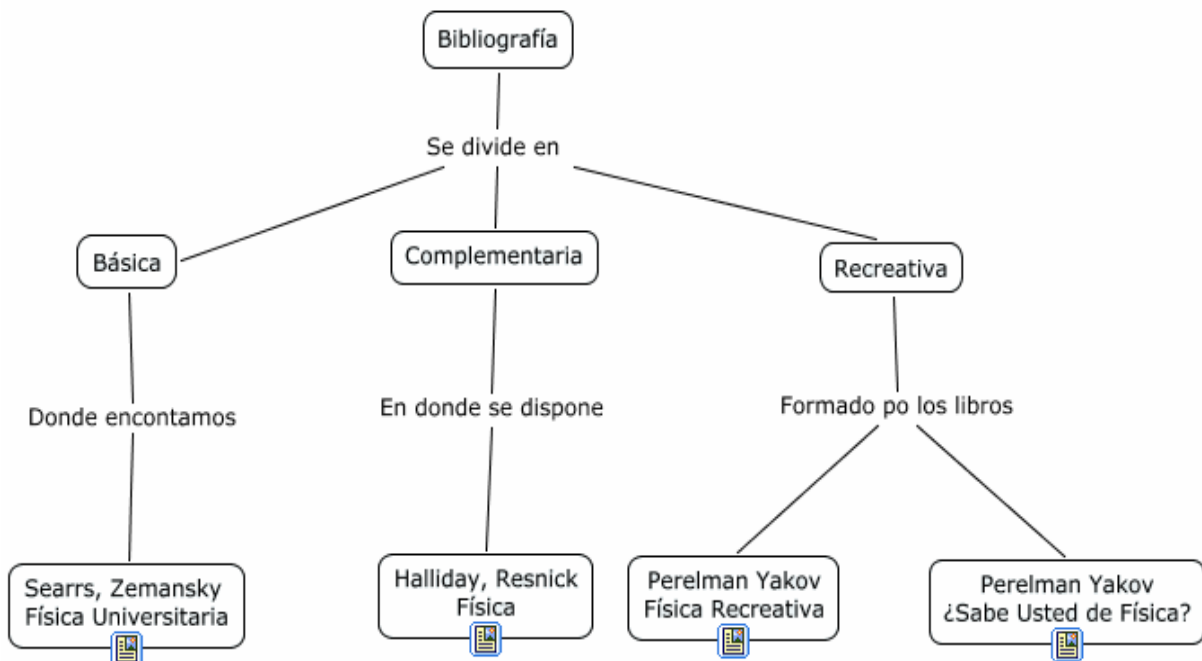 Bibliografía
Se divide en
Básica
Complementaria
Recreativa
Donde encontamos
En donde se dispone
Formado po los libros
Searrs, Zemansky
Física Universitaria
Halliday, Resnick
Física
Perelman Yakov
Física Recreativa
Perelman Yakov
¿Sabe Usted de Física?